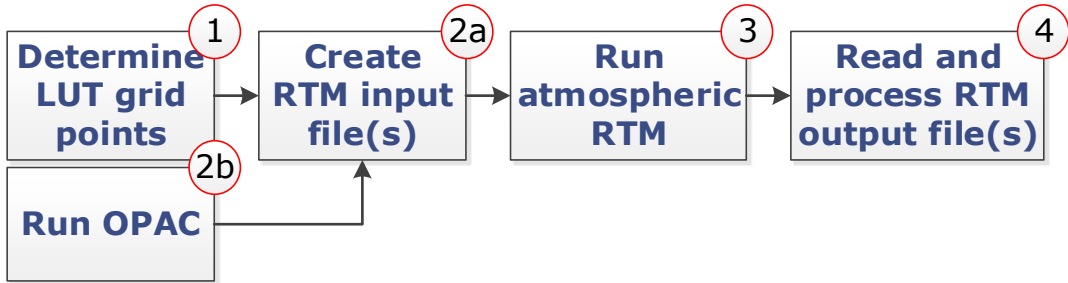 1
Determine
LUT grid
points
2a
Create
RTM input
file(s)
3
Run
atmospheric
RTM
4
Read and
process RTM
output file(s)
2b
Run OPAC